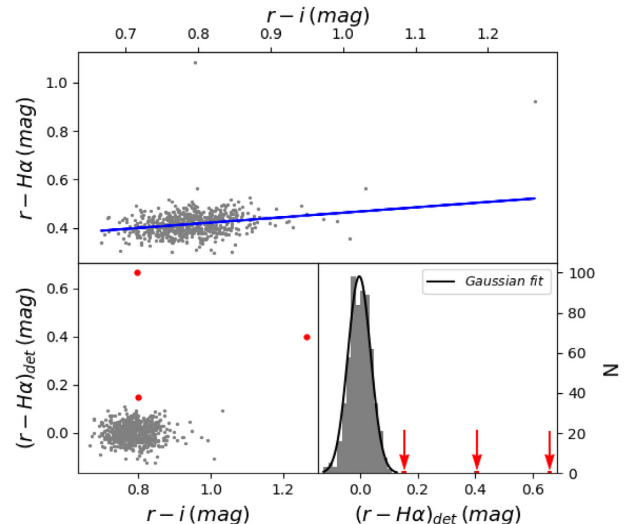 r − i (mag)
0.7 0.8 0.9 1.0 1.1 1.2
r − Hα (mag)
1.0
0.8
0.6
0.4
(r − Hα)det (mag)
0.6
0.4
0.2
0.0
Gaussian fit
100
80
60
40
20
0
N
0.8 1.0 1.2
0.0 0.2 0.4 0.6
r − i (mag)
(r − Hα)det (mag)